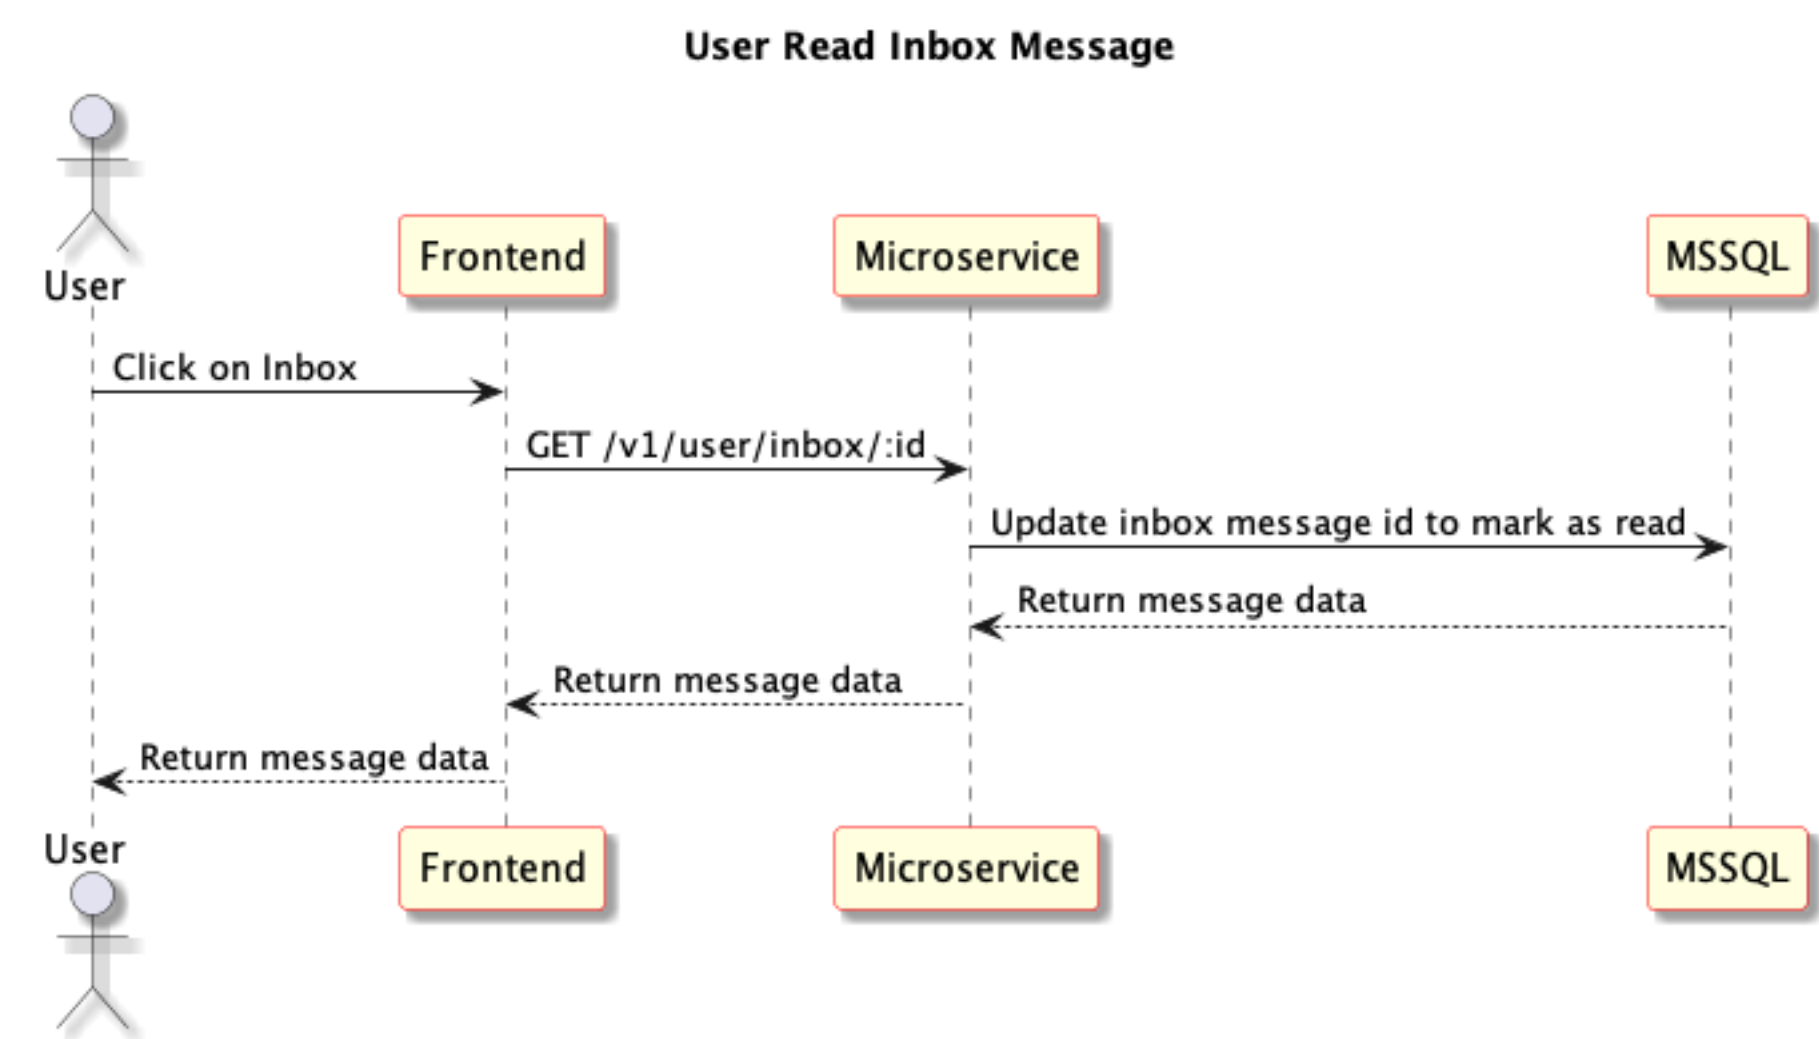 User Read Inbox Message
User
Frontend
Microservice
MSSQL
Click on Inbox
GET /v1/user/inbox/:id
Update inbox message id to mark as read
Return message data
Return message data
Return message data
User
Frontend
Microservice
MSSQL